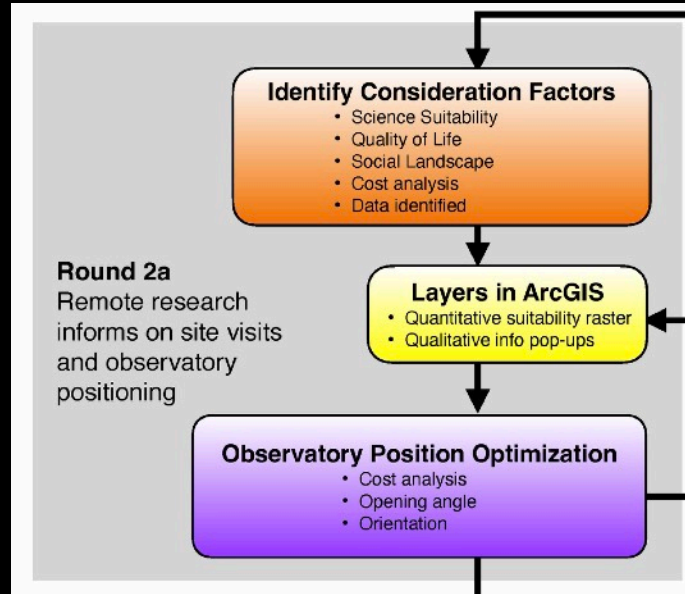 Identify Consideration Factors
• Science Suitability
• Quality of Life
• Social Landscape
• Cost analysis
• Data identified
Round 2a
Remote research
informs on site visits
and observatory
positioning
Layers in ArcGIS
• Quantitative suitability raster
• Qualitative info pop-ups
Observatory Position Optimization
• Cost analysis
• Opening angle
• Orientation